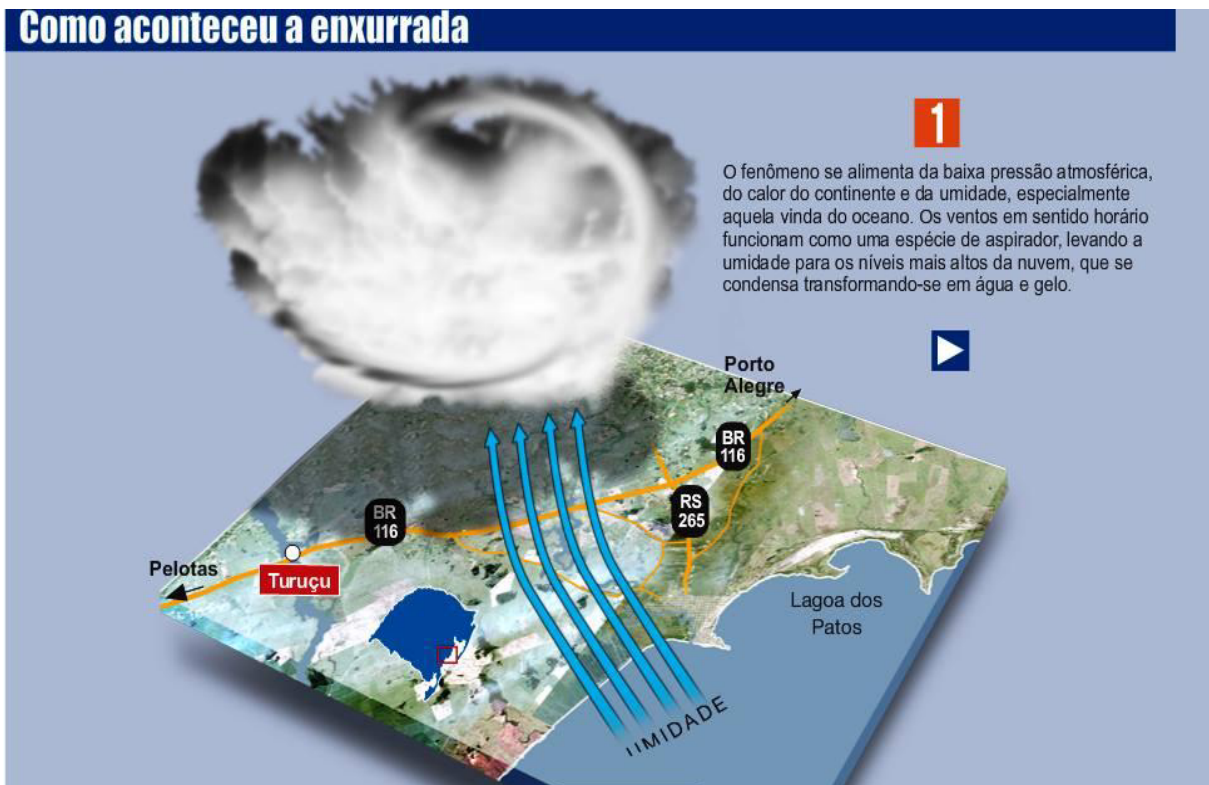 Como aconteceu a enxurrada
1
O fenômeno se alimenta da baixa pressão atmosférica,
do calor do continente e da umidade, especialmente
aquela vinda do oceano. Os ventos em sentido horário
funcionam como uma espécie de aspirador, levando a
umidade para os níveis mais altos da nuvem, que se
condensa transformando-se em água e gelo.
Porto
Alegre
BR
116
RS
265
BR
116
Pelotas
Turuçu
Lagoa dos
Patos
UMIDADE